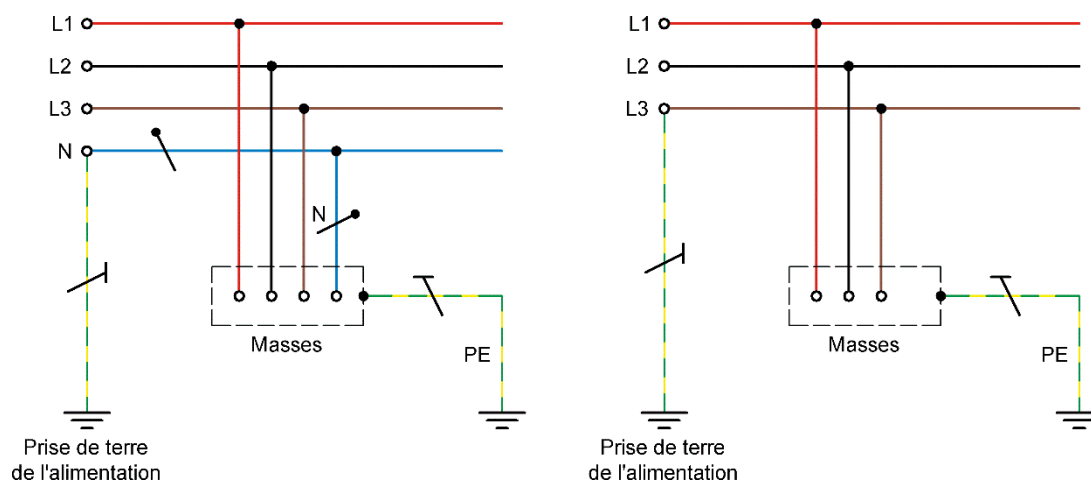 L1
L2
L3
N
N
Masses
PE
Prise de terre
de l'alimentation
L1
L2
L3
Masses
PE
Prise de terre
de l'alimentation